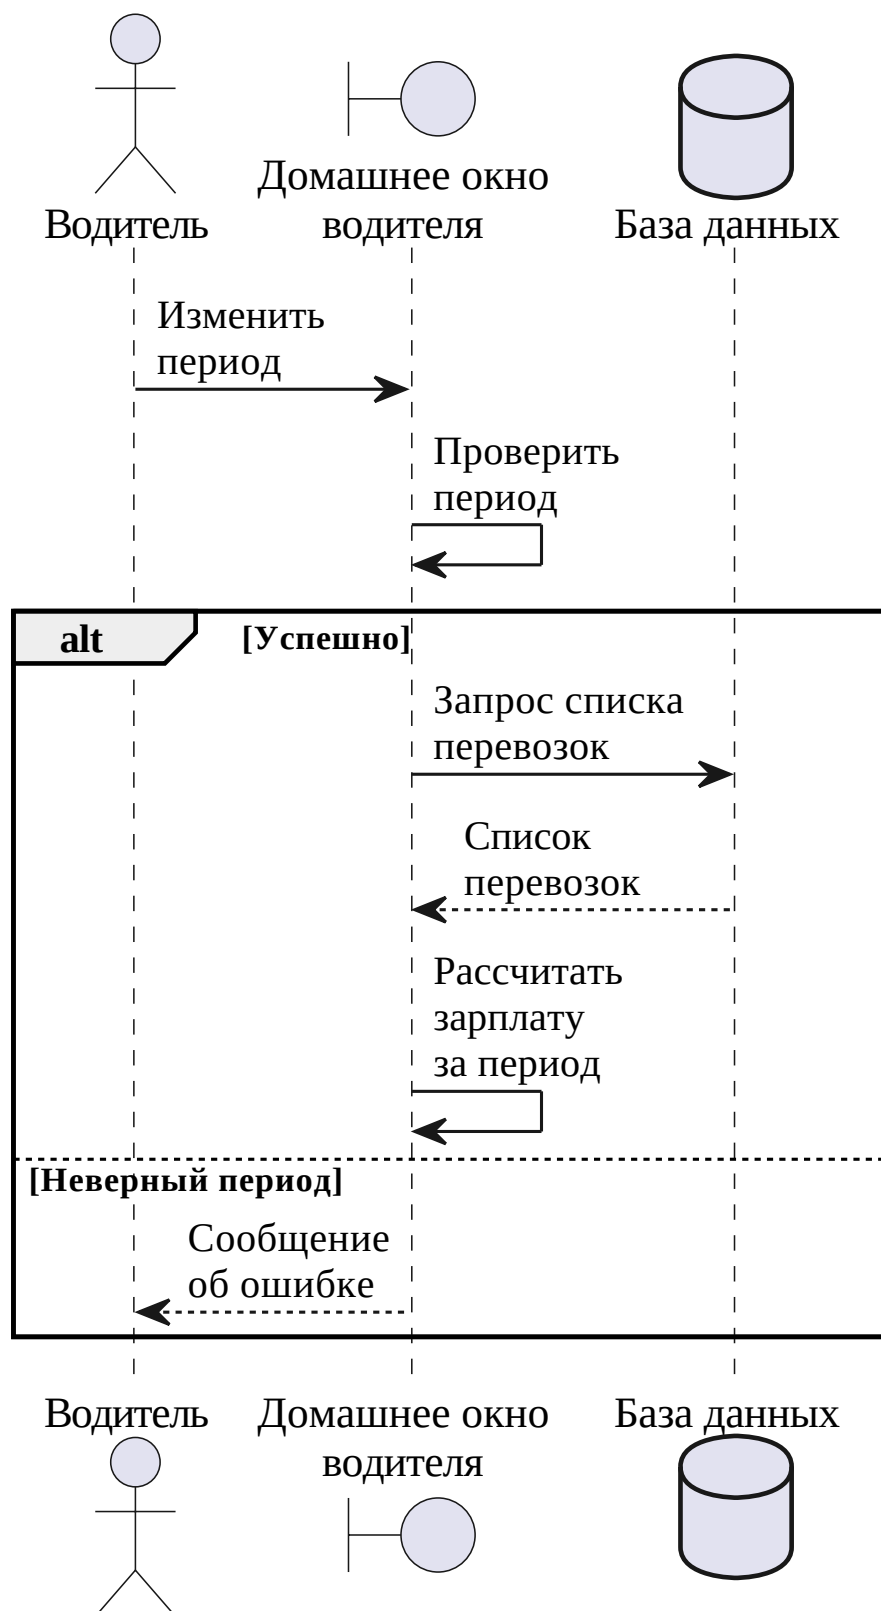 Водитель
Домашнее окно
водителя
База данных
Изменить
период
Проверить
период
alt
[Успешно]
Запрос списка
перевозок
Список
перевозок
Рассчитать
зарплату
за период
[Неверный период]
Сообщение
об ошибке
Водитель
Домашнее окно
водителя
База данных